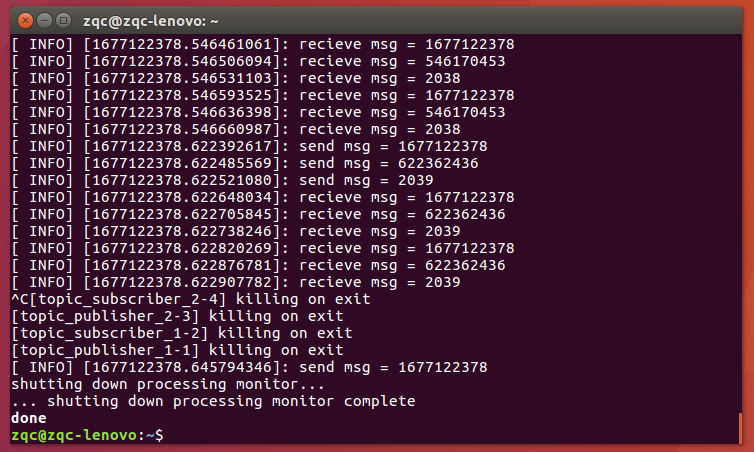 zqc@zqc-lenovo: ~
[ INFO] [1677122378.546461061]: recieve msg = 1677122378
[ INFO] [1677122378.546506094]: recieve msg = 546170453
[ INFO] [1677122378.546531103]: recieve msg = 2038
[ INFO] [1677122378.546593525]: recieve msg = 1677122378
[ INFO] [1677122378.546636398]: recieve msg = 546170453
[ INFO] [1677122378.546660987]: recieve msg = 2038
[ INFO] [1677122378.622392617]: send msg = 1677122378
[ INFO] [1677122378.622485569]: send msg = 622362436
[ INFO] [1677122378.622521080]: send msg = 2039
[ INFO] [1677122378.622648034]: recieve msg = 1677122378
[ INFO] [1677122378.622705845]: recieve msg = 622362436
[ INFO] [1677122378.622738246]: recieve msg = 2039
[ INFO] [1677122378.622820269]: recieve msg = 1677122378
[ INFO] [1677122378.622876781]: recieve msg = 622362436
[ INFO] [1677122378.622907782]: recieve msg = 2039
^C[topic_subscriber_2-4] killing on exit
[topic_publisher_2-3] killing on exit
[topic_subscriber_1-2] killing on exit
[topic_publisher_1-1] killing on exit
[ INFO] [1677122378.645794346]: send msg = 1677122378
shutting down processing monitor...
... shutting down processing monitor complete
done
zqc@zqc-lenovo:~$